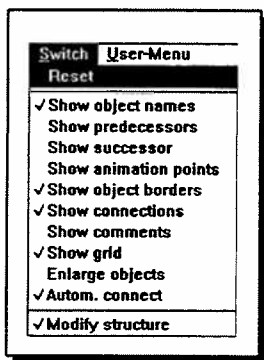 Switch User-Menu
Reset
√ Show object names
Show predecessors
Show successor
Show animation points
√ Show object borders
√ Show connections
Show comments
√ Show grid
Enlarge objects
√ Autom. connect
√ Modify structure